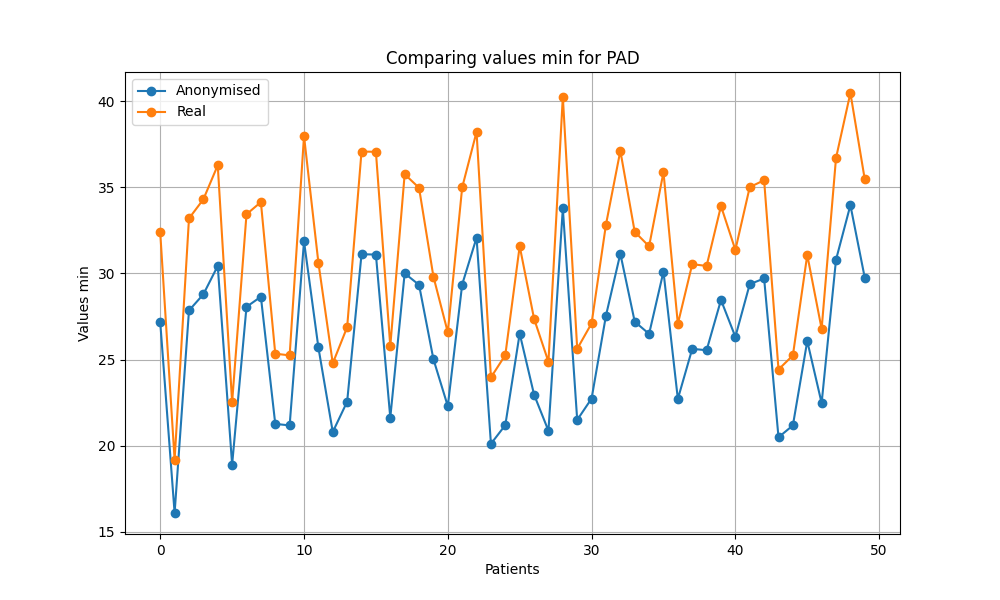 Comparing values min for PAD
Anonymised
Real
Values min
40
35
30
25
20
15
0 10 20 30 40 50
Patients